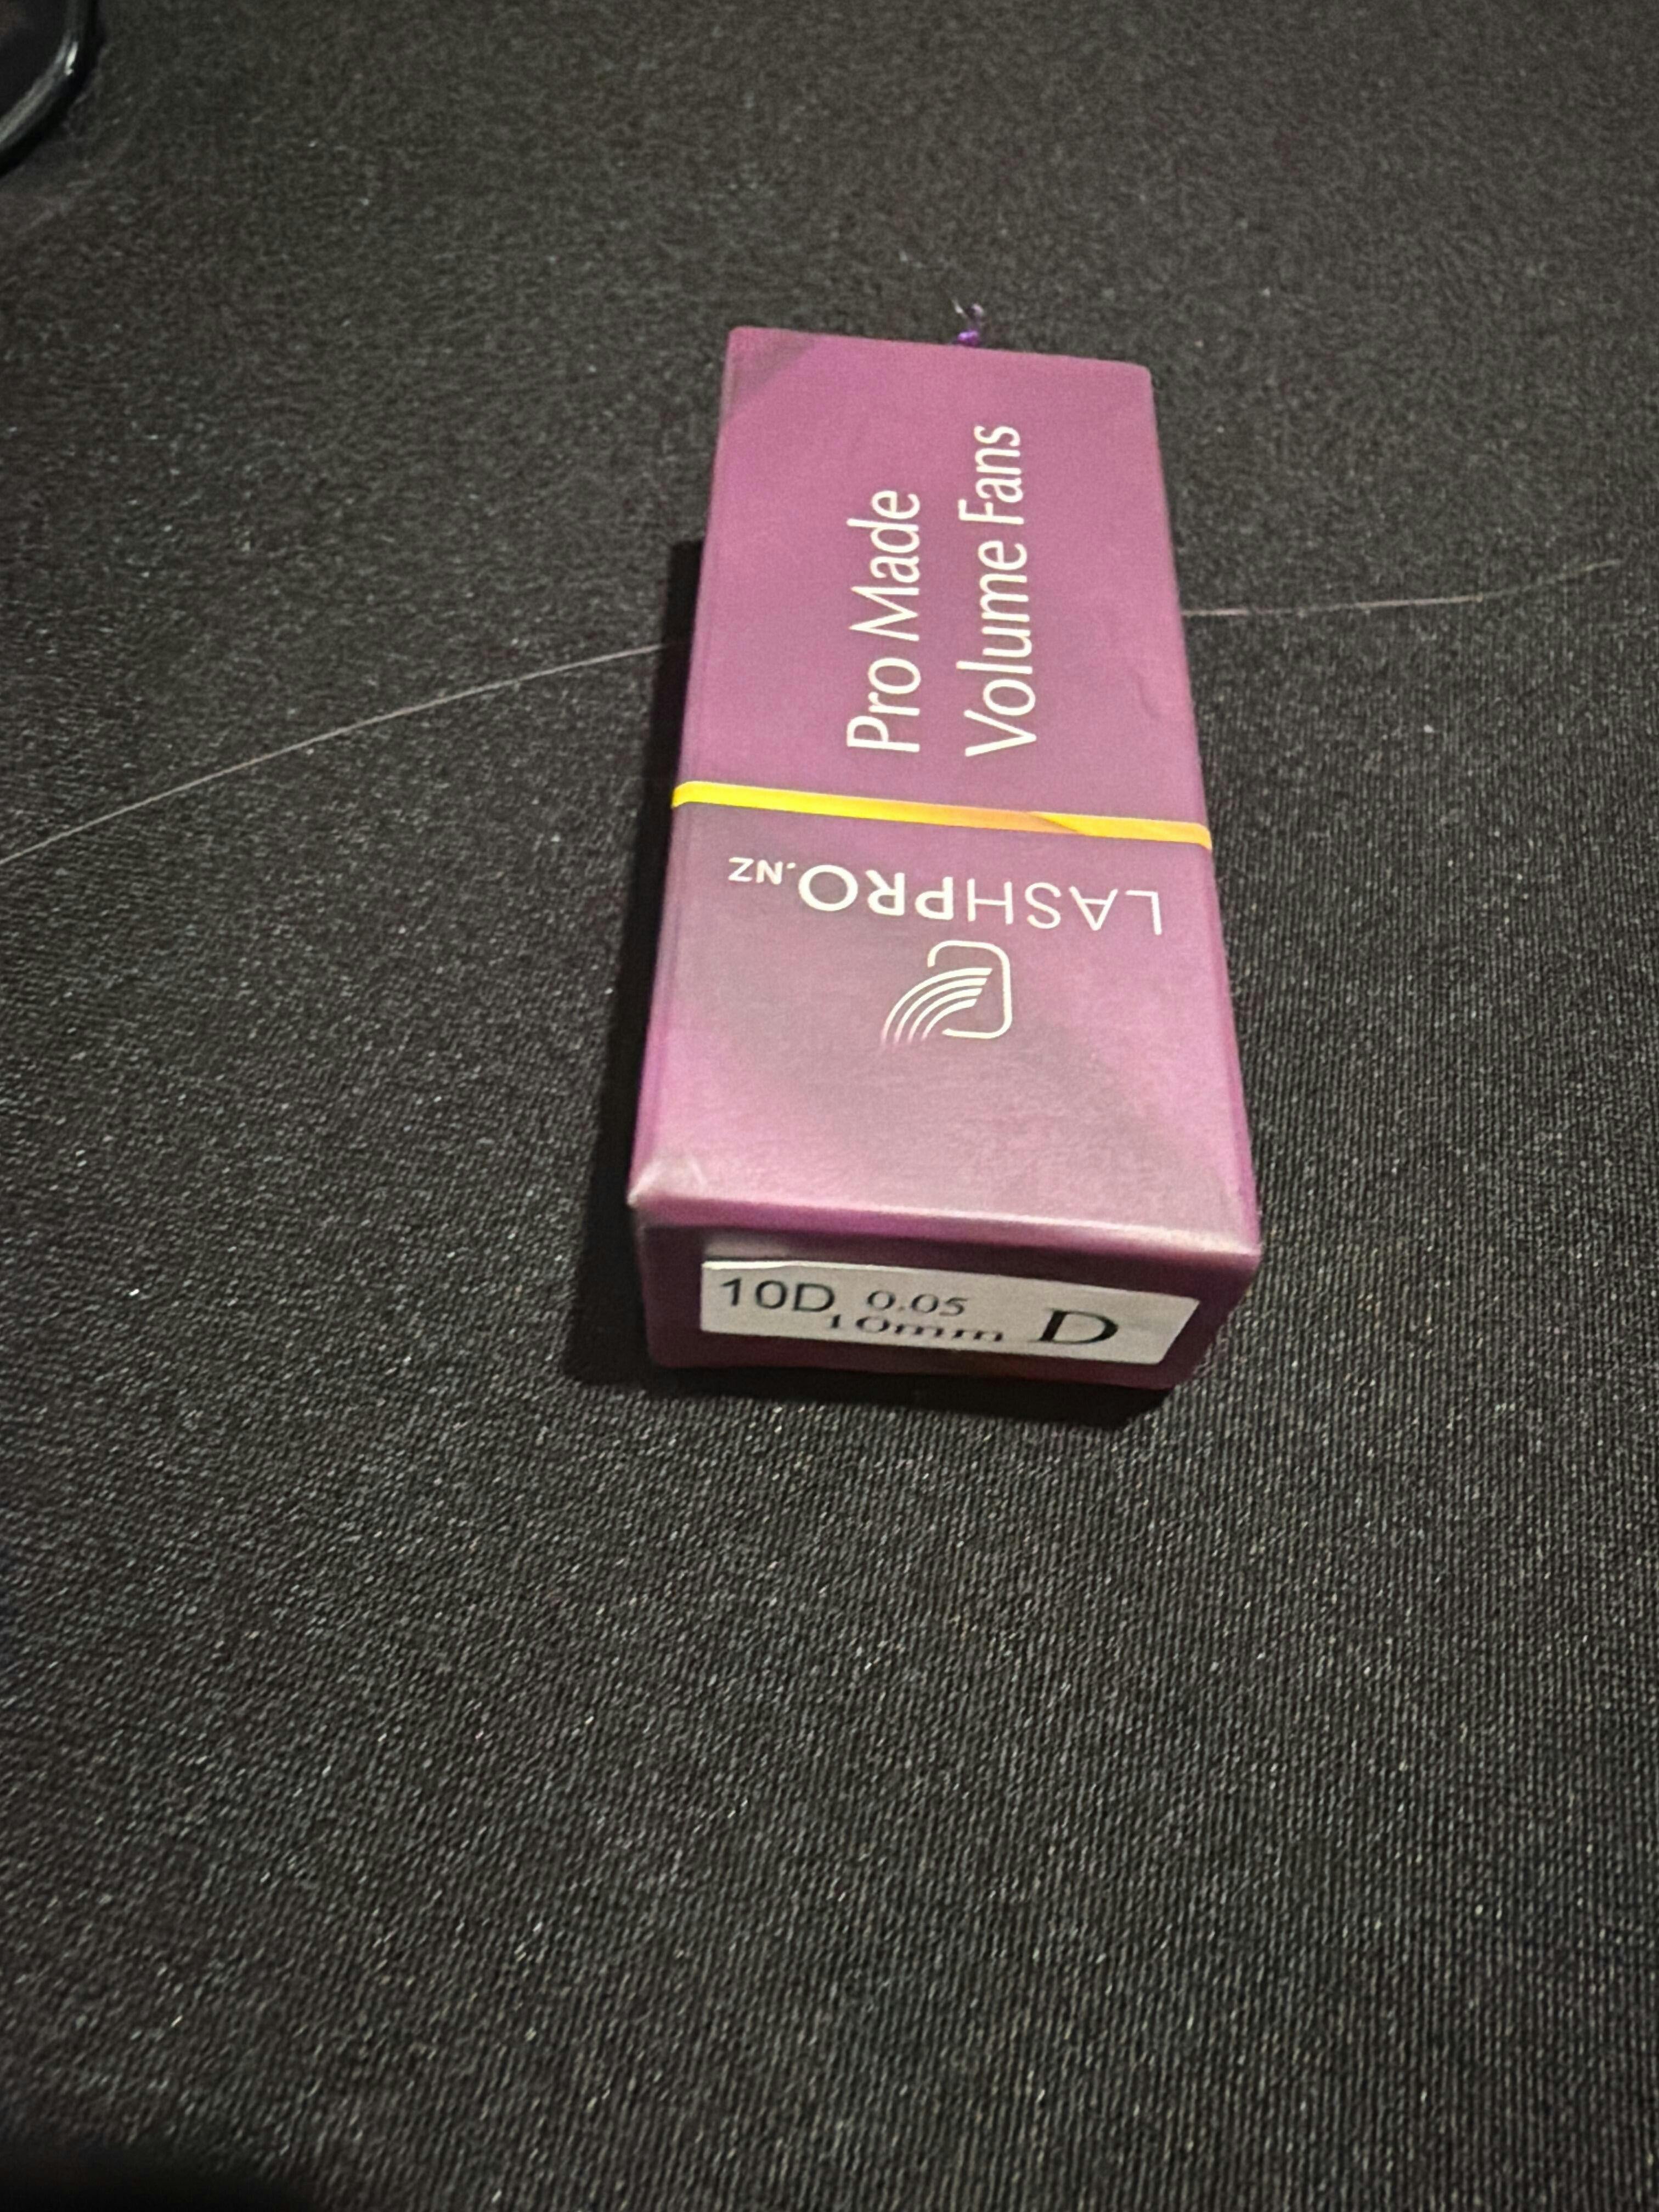 Pro Made
Volume Fans
LASHPRO.NZ
10D 0.05
10mm D